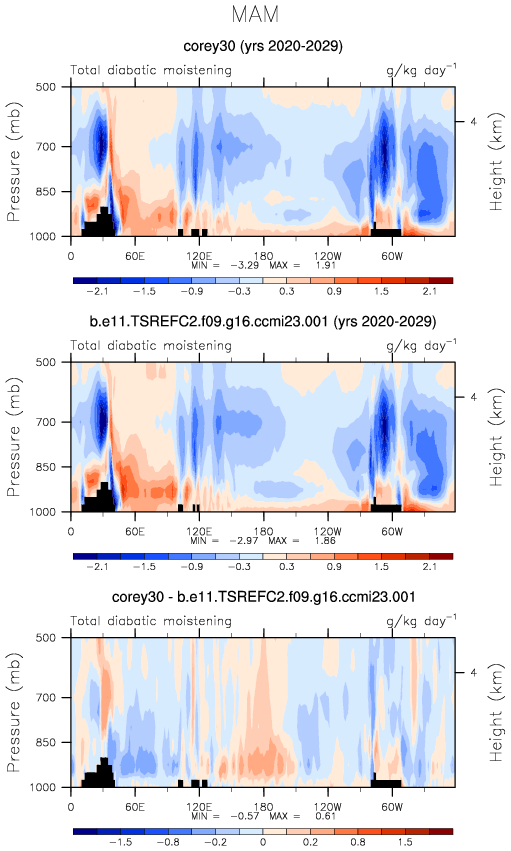 MAM
corey30 (yrs 2020-2029)
Total diabatic moistening g/kg day⁻¹
Pressure (mb)
500
700
850
1000
4
Height (km)
0 60E 120E 180 120W 60W
MIN = -3.29 MAX = 1.91
-2.1 -1.5 -0.9 -0.3 0.3 0.9 1.5 2.1
b.e11.TSREFC2.f09.g16.ccmi23.001 (yrs 2020-2029)
Total diabatic moistening g/kg day⁻¹
Pressure (mb)
500
700
850
1000
4
Height (km)
0 60E 120E 180 120W 60W
MIN = -2.97 MAX = 1.86
-2.1 -1.5 -0.9 -0.3 0.3 0.9 1.5 2.1
corey30 - b.e11.TSREFC2.f09.g16.ccmi23.001
Total diabatic moistening g/kg day⁻¹
Pressure (mb)
500
700
850
1000
4
Height (km)
0 60E 120E 180 120W 60W
MIN = -0.57 MAX = 0.61
-1.5 -0.8 -0.2 0 0.2 0.8 1.5